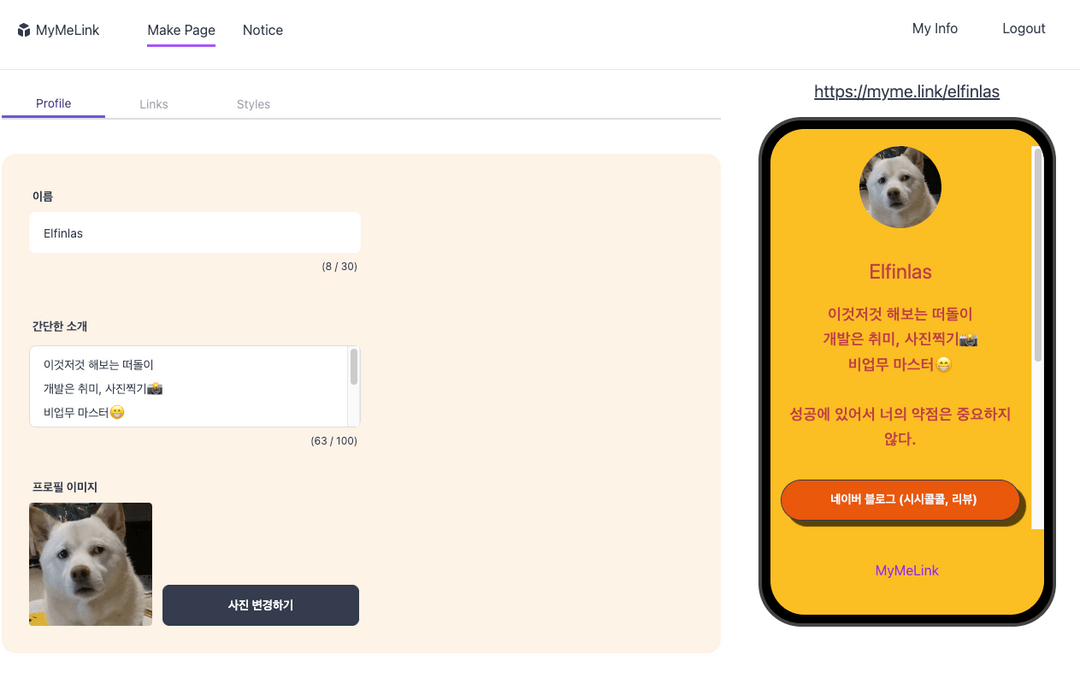 MyMeLink
Make Page
Notice
My Info
Logout
Profile
Links
Styles
이름
Elfinlas
(8 / 30)
간단한 소개
이것저것 해보는 떠돌이
개발은 취미, 사진찍기📸
비업무 마스터😁
(63 / 100)
프로필 이미지
사진 변경하기
https://myme.link/elfinlas
Elfinlas
이것저것 해보는 떠돌이
개발은 취미, 사진찍기📸
비업무 마스터😁
성공에 있어서 너의 약점은 중요하지
않다.
네이버 블로그 (시시콜콜, 리뷰)
MyMeLink